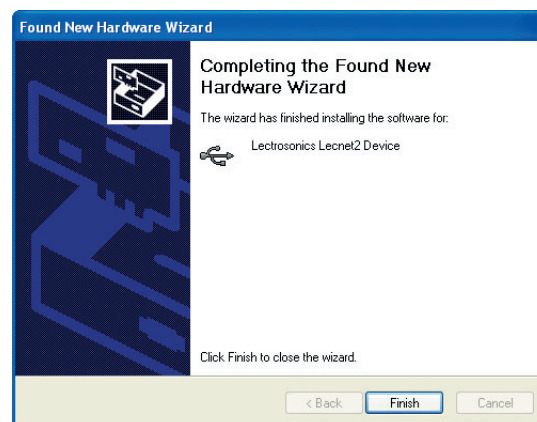 Found New Hardware Wizard
Completing the Found New
Hardware Wizard
The wizard has finished installing the software for:
Lectrosonics Lecnet2 Device
Click Finish to close the wizard.
< Back Finish Cancel